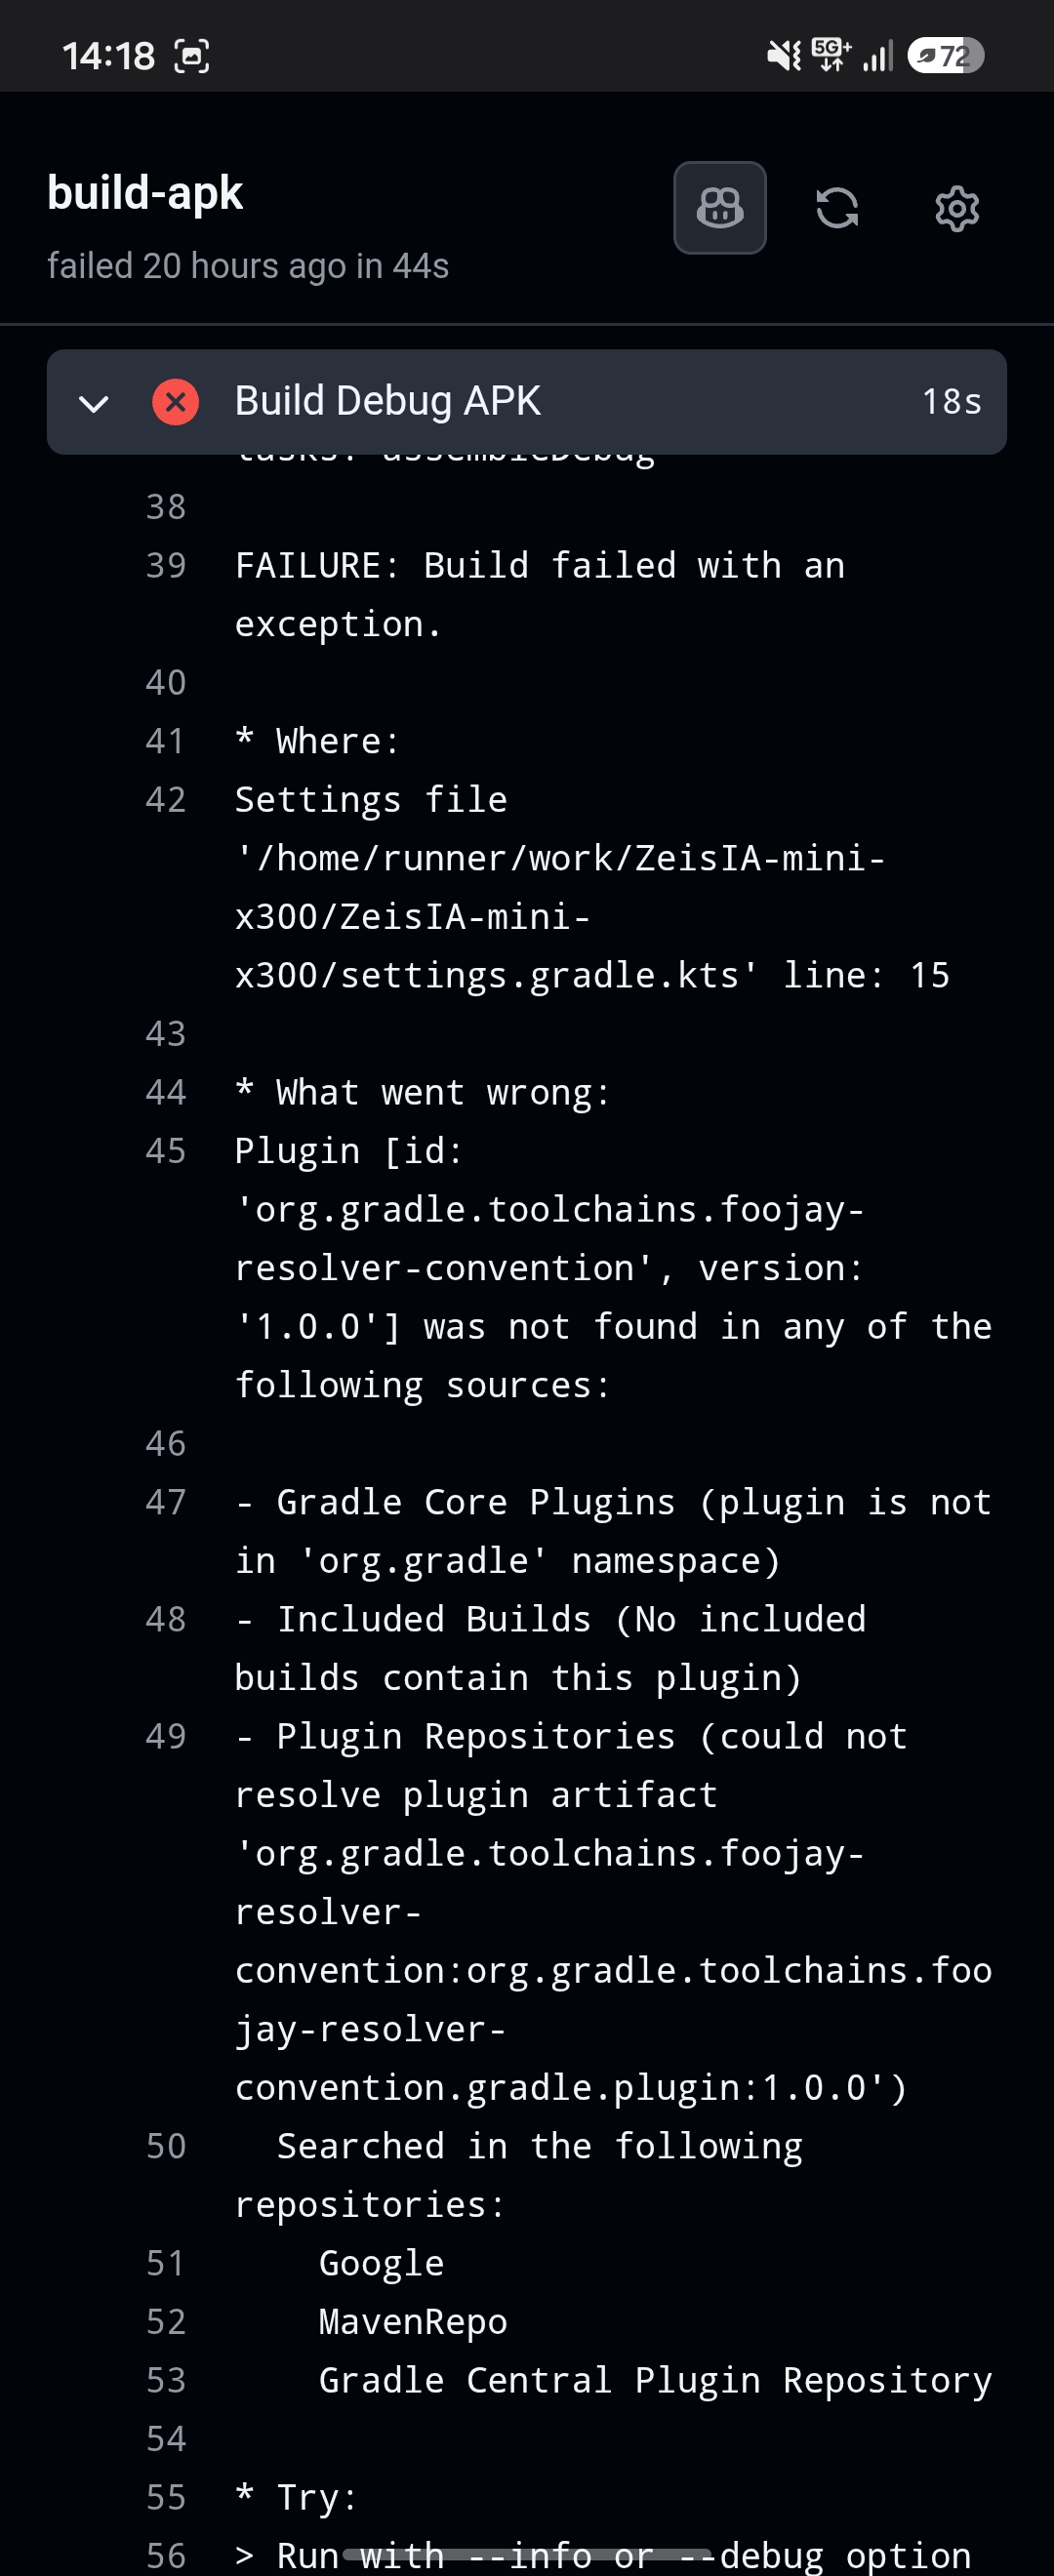 14:18
5G+
72
build-apk
failed 20 hours ago in 44s
Build Debug APK 18s
tasks: assembleDebug
38
39 FAILURE: Build failed with an
exception.
40
41 * Where:
42 Settings file
'/home/runner/work/ZeisIA-mini-
x300/ZeisIA-mini-
x300/settings.gradle.kts' line: 15
43
44 * What went wrong:
45 Plugin [id:
'org.gradle.toolchains.foojay-
resolver-convention', version:
'1.0.0'] was not found in any of the
following sources:
46
47 - Gradle Core Plugins (plugin is not
in 'org.gradle' namespace)
48 - Included Builds (No included
builds contain this plugin)
49 - Plugin Repositories (could not
resolve plugin artifact
'org.gradle.toolchains.foojay-
resolver-
convention:org.gradle.toolchains.foo
jay-resolver-
convention.gradle.plugin:1.0.0')
50 Searched in the following
repositories:
51 Google
52 MavenRepo
53 Gradle Central Plugin Repository
54
55 * Try:
56 > Run with --info or --debug option